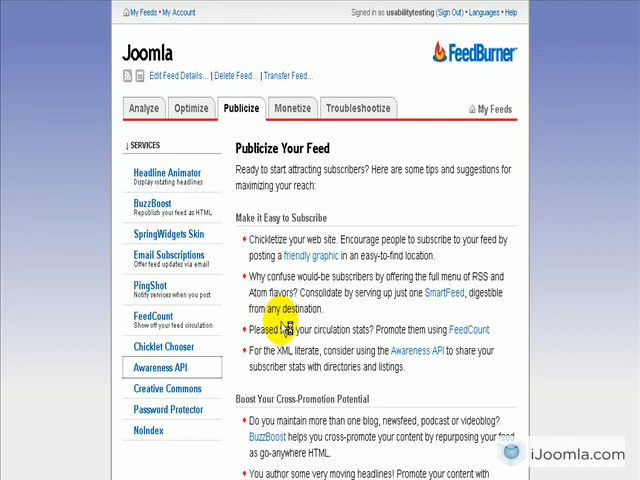 My Feeds • My Account
Signed in as usabilitytesting (Sign Out) • Languages • Help
Joomla
FeedBurner
Edit Feed Details... | Delete Feed... | Transfer Feed...
Analyze
Optimize
Publicize
Monetize
Troubleshootize
My Feeds
↓ SERVICES
Headline Animator
Display rotating headlines
BuzzBoost
Republish your feed as HTML
SpringWidgets Skin
Email Subscriptions
Offer feed updates via email
PingShot
Notify services when you post
FeedCount
Show off your feed circulation
Chicklet Chooser
Awareness API
Creative Commons
Password Protector
NoIndex
Publicize Your Feed
Ready to start attracting subscribers? Here are some tips and suggestions for
maximizing your reach:
Make it Easy to Subscribe
Chickletize your web site. Encourage people to subscribe to your feed by
posting a friendly graphic in an easy-to-find location.
Why confuse would-be subscribers by offering the full menu of RSS and
Atom flavors? Consolidate by serving up just one SmartFeed, digestible
from any destination.
Pleased your circulation stats? Promote them using FeedCount
For the XML literate, consider using the Awareness API to share your
subscriber stats with directories and listings.
Boost Your Cross-Promotion Potential
Do you maintain more than one blog, newsfeed, podcast or videoblog?
BuzzBoost helps you cross-promote your content by repurposing your feed
as go-anywhere HTML.
You author some very moving headlines! Promote your content with
iJoomla.com